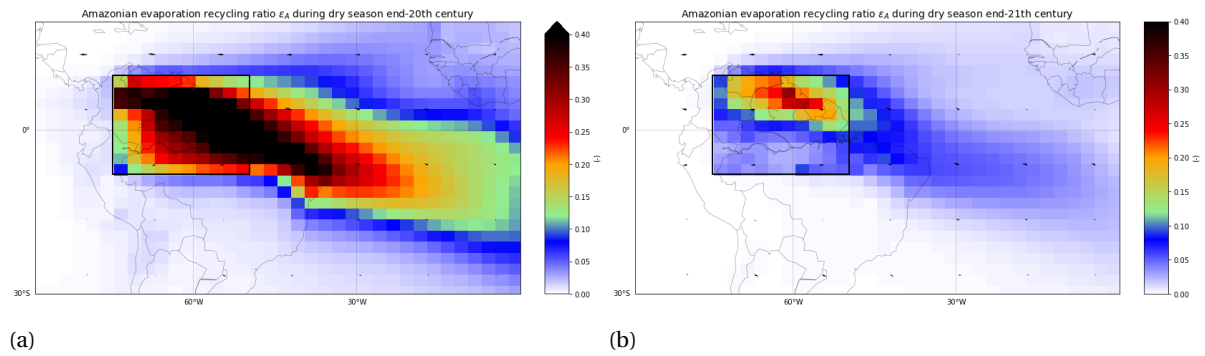 Amazonian evaporation recycling ratio ε_A during dry season end-20th century
0°
30°S
60°W
30°W
0.40
0.35
0.30
0.25
0.20
0.15
0.10
0.05
0.00
(-)
(a)
Amazonian evaporation recycling ratio ε_A during dry season end-21th century
0°
30°S
60°W
30°W
0.40
0.35
0.30
0.25
0.20
0.15
0.10
0.05
0.00
(-)
(b)